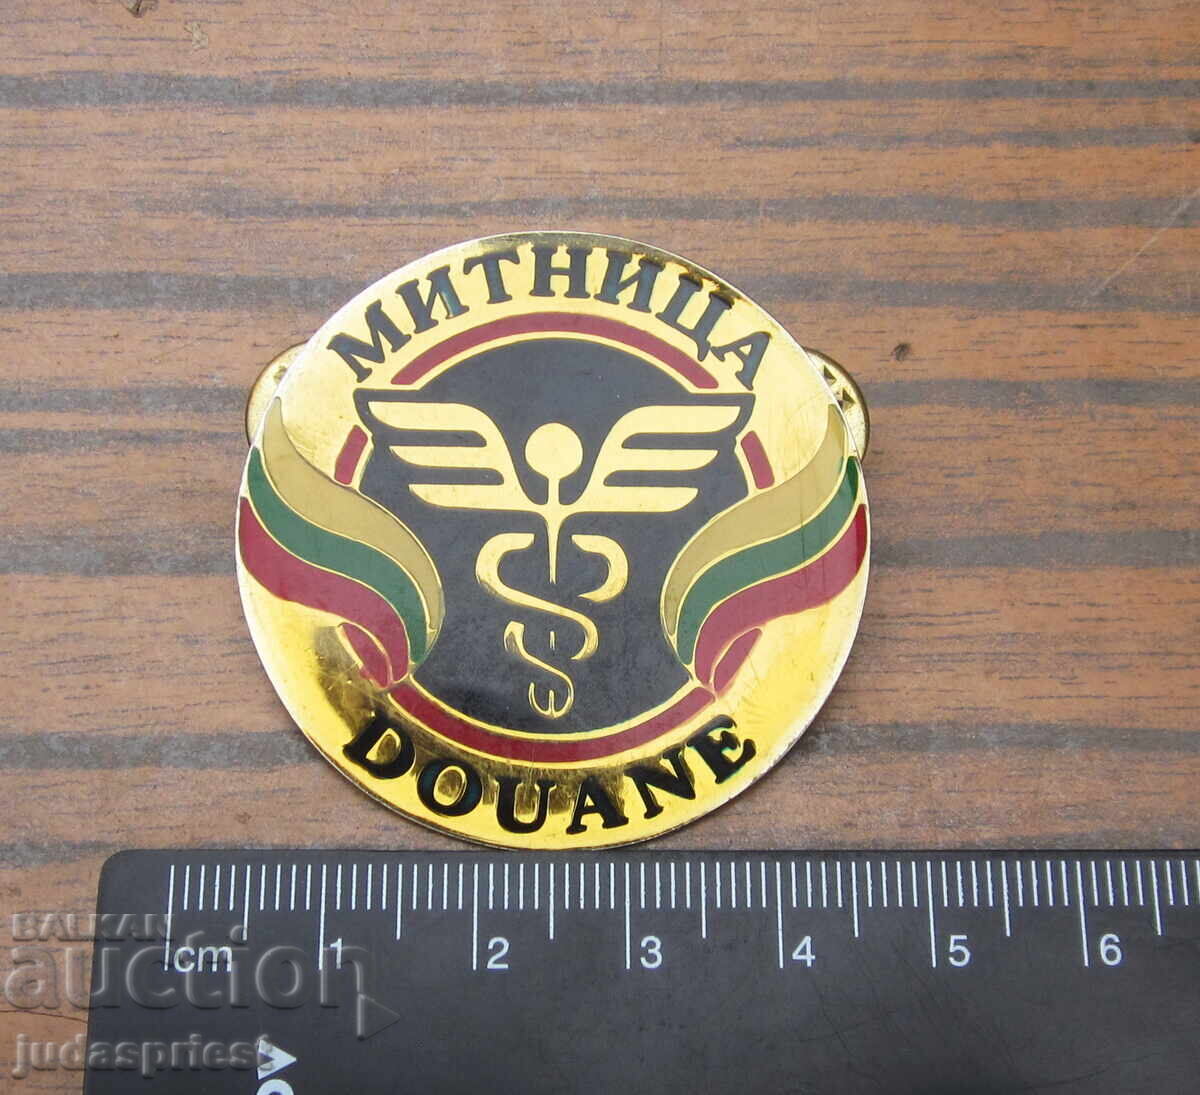 МИТНИЦА
DOUANE
cm 1 2 3 4 5 6
BALKAN
auction
judaspriest